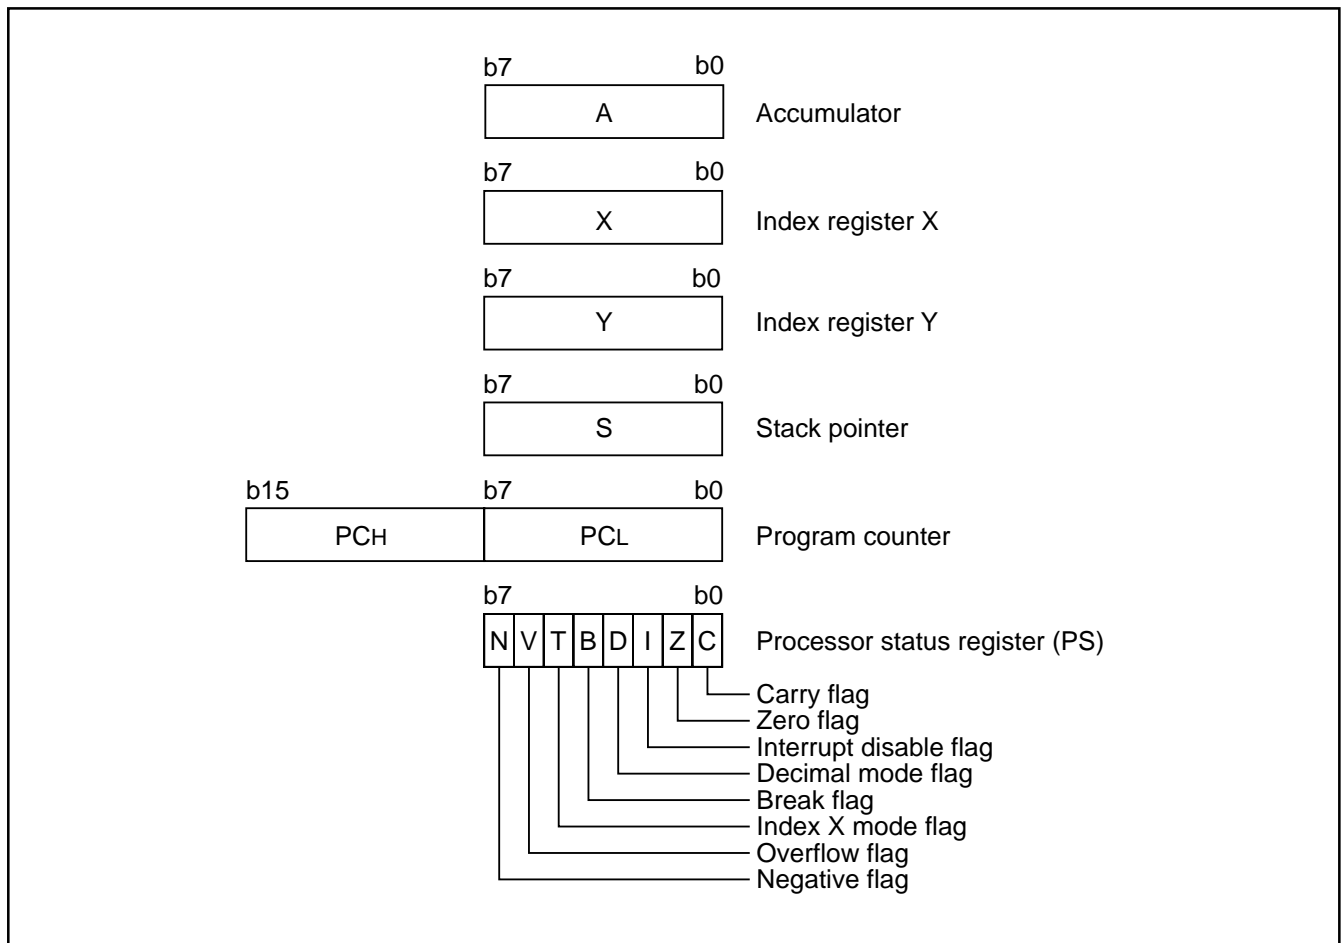 b7 b0
A Accumulator
b7 b0
X Index register X
b7 b0
Y Index register Y
b7 b0
S Stack pointer
b15 b7 b0
PCH PCL Program counter
b7 b0
N V T B D I Z C Processor status register (PS)
Carry flag
Zero flag
Interrupt disable flag
Decimal mode flag
Break flag
Index X mode flag
Overflow flag
Negative flag